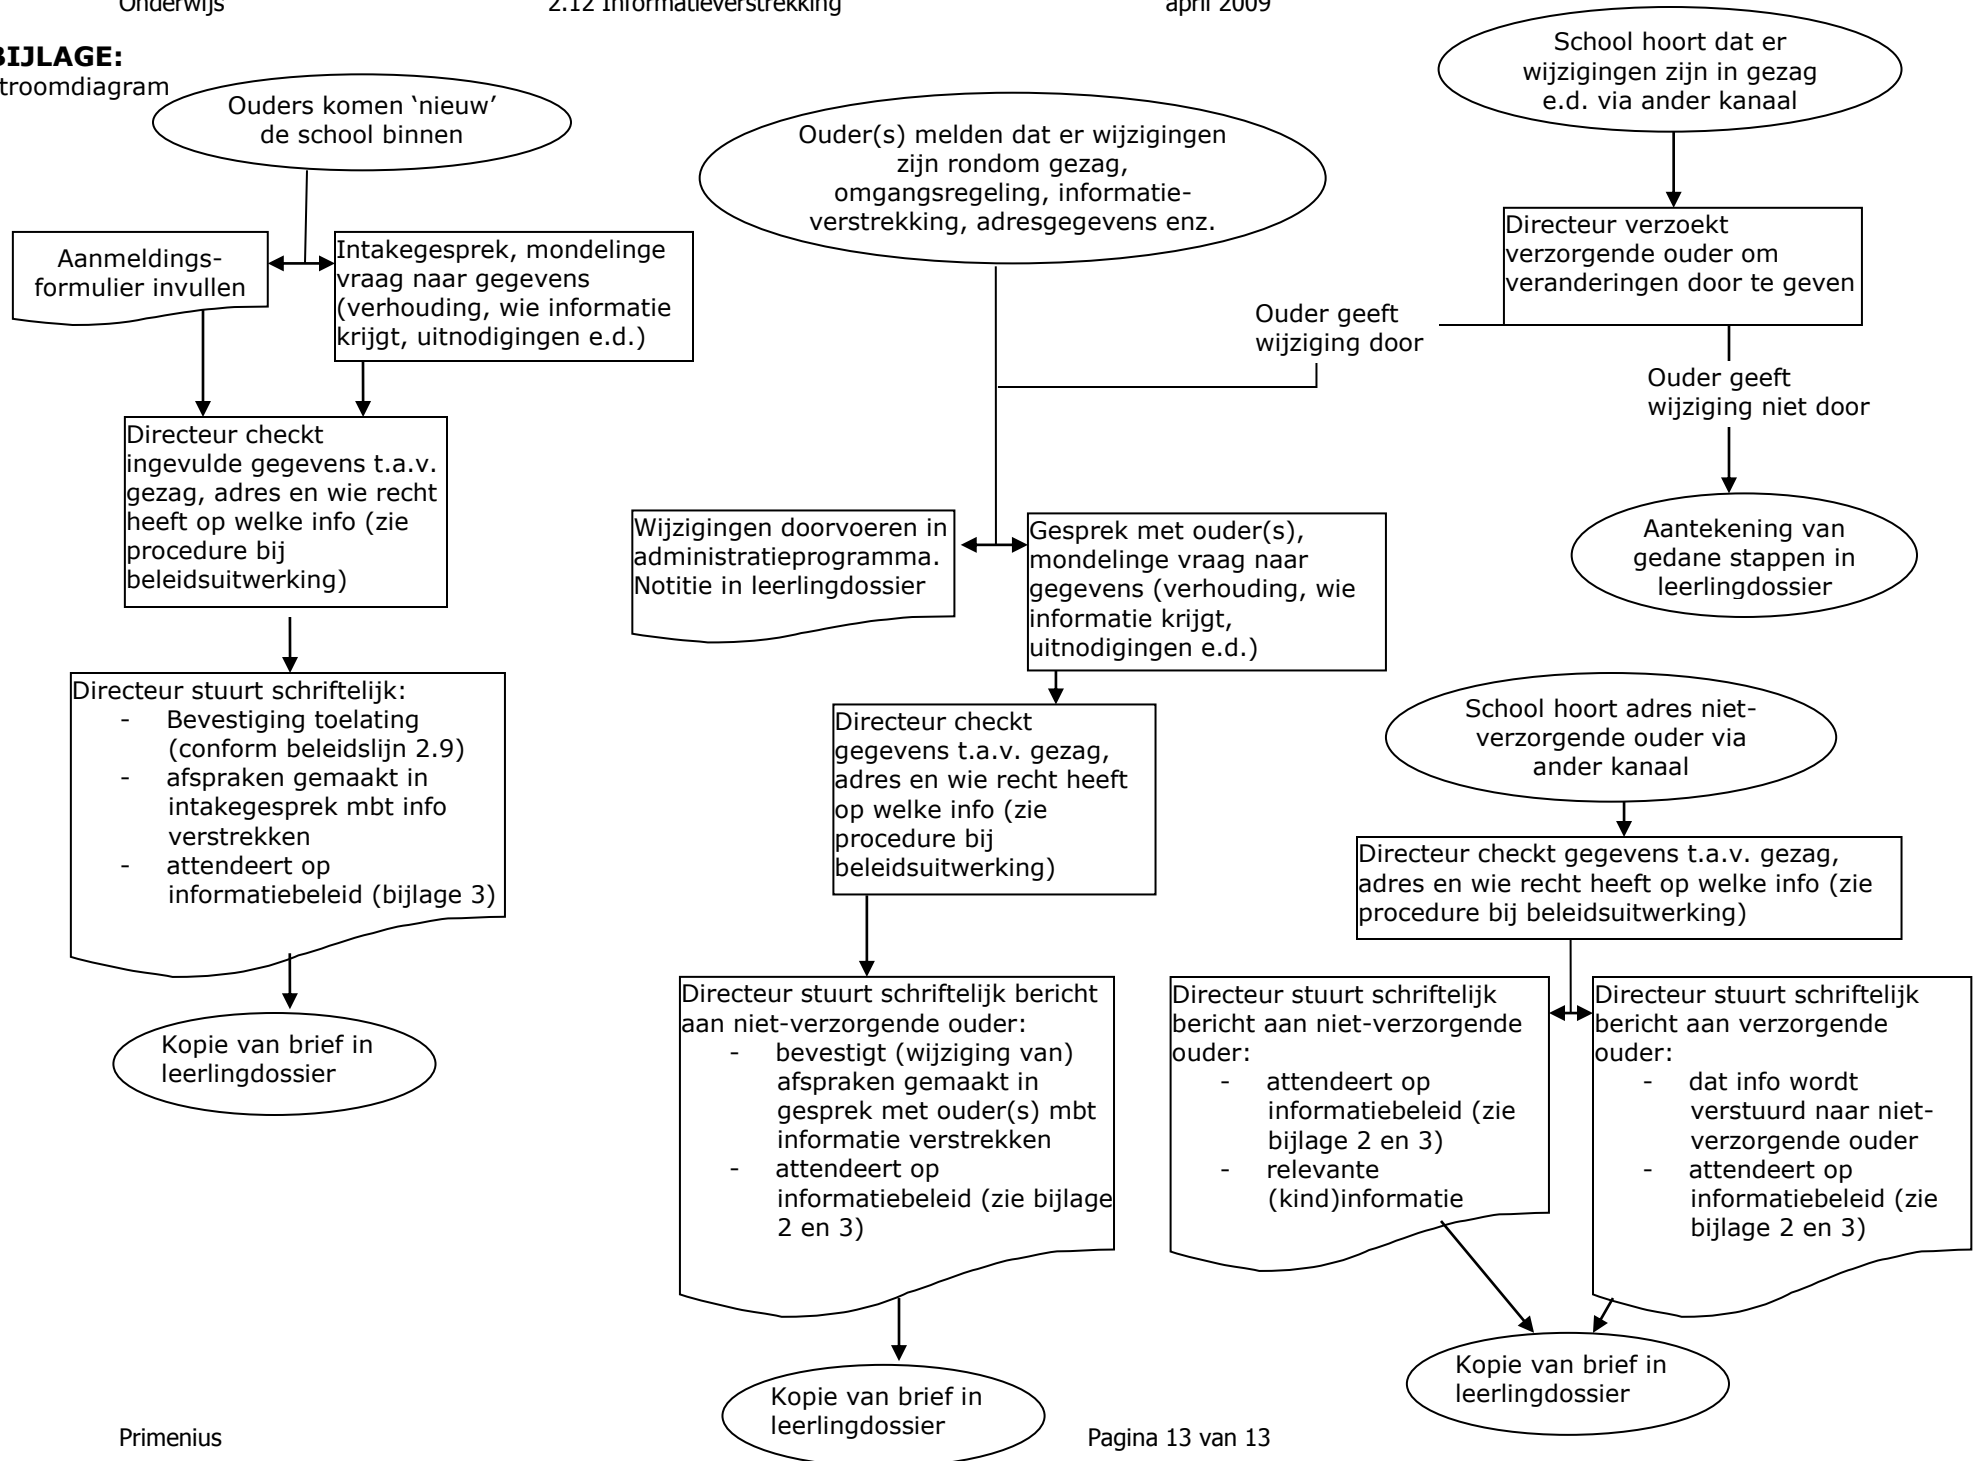 Onderwijs 2.12 Informatieverstrekking april 2009
BIJLAGE:
troomdiagram
Ouders komen ‘nieuw’
de school binnen
Aanmeldings-
formulier invullen
Intakegesprek, mondelinge
vraag naar gegevens
(verhouding, wie informatie
krijgt, uitnodigingen e.d.)
Directeur checkt
ingevulde gegevens t.a.v.
gezag, adres en wie recht
heeft op welke info (zie
procedure bij
beleidsuitwerking)
Directeur stuurt schriftelijk:
- Bevestiging toelating
(conform beleidslijn 2.9)
- afspraken gemaakt in
intakegesprek mbt info
verstrekken
- attendeert op
informatiebeleid (bijlage 3)
Kopie van brief in
leerlingdossier
Ouder(s) melden dat er wijzigingen
zijn rondom gezag,
omgangsregeling, informatie-
verstrekking, adresgegevens enz.
Wijzigingen doorvoeren in
administratieprogramma.
Notitie in leerlingdossier
Gesprek met ouder(s),
mondelinge vraag naar
gegevens (verhouding, wie
informatie krijgt,
uitnodigingen e.d.)
Directeur checkt
gegevens t.a.v. gezag,
adres en wie recht heeft
op welke info (zie
procedure bij
beleidsuitwerking)
Directeur stuurt schriftelijk bericht
aan niet-verzorgende ouder:
- bevestigt (wijziging van)
afspraken gemaakt in
gesprek met ouder(s) mbt
informatie verstrekken
- attendeert op
informatiebeleid (zie bijlage
2 en 3)
Kopie van brief in
leerlingdossier
School hoort dat er
wijzigingen zijn in gezag
e.d. via ander kanaal
Directeur verzoekt
verzorgende ouder om
veranderingen door te geven
Ouder geeft
wijziging door
Ouder geeft
wijziging niet door
Aantekening van
gedane stappen in
leerlingdossier
School hoort adres niet-
verzorgende ouder via
ander kanaal
Directeur checkt gegevens t.a.v. gezag,
adres en wie recht heeft op welke info (zie
procedure bij beleidsuitwerking)
Directeur stuurt schriftelijk
bericht aan niet-verzorgende
ouder:
- attendeert op
informatiebeleid (zie
bijlage 2 en 3)
- relevante
(kind)informatie
Directeur stuurt schriftelijk
bericht aan verzorgende
ouder:
- dat info wordt
verstuurd naar niet-
verzorgende ouder
- attendeert op
informatiebeleid (zie
bijlage 2 en 3)
Kopie van brief in
leerlingdossier
Primenius Pagina 13 van 13